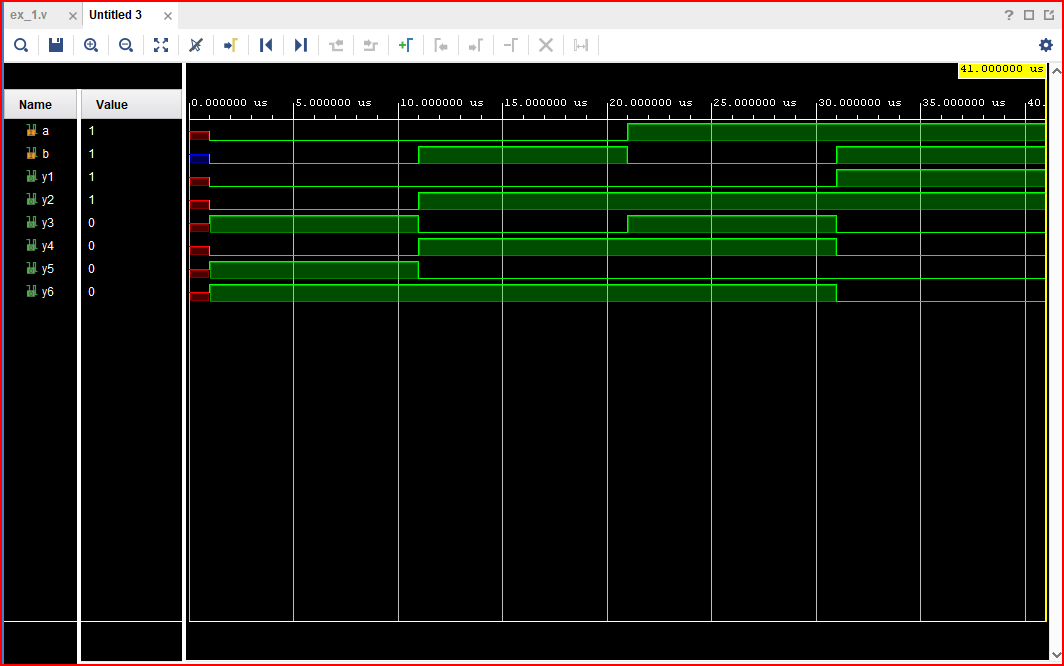 ex_1.v Untitled 3
41.000000 us
Name Value
0.000000 us 5.000000 us 10.000000 us 15.000000 us 20.000000 us 25.000000 us 30.000000 us 35.000000 us 40.
a 1
b 1
y1 1
y2 1
y3 0
y4 0
y5 0
y6 0